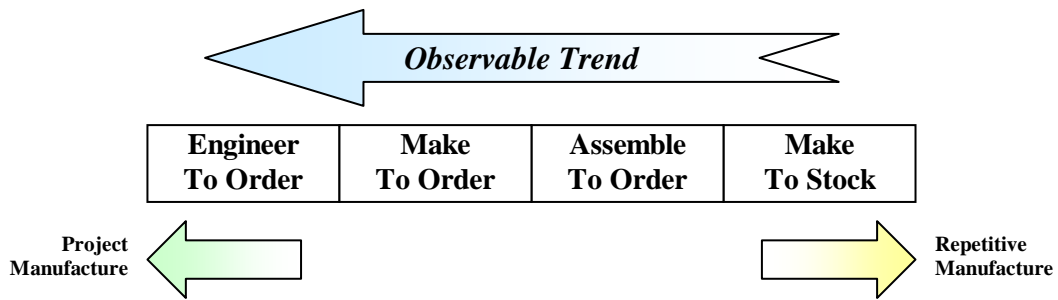 Observable Trend
Engineer
To Order
Make
To Order
Assemble
To Order
Make
To Stock
Project
Manufacture
Repetitive
Manufacture